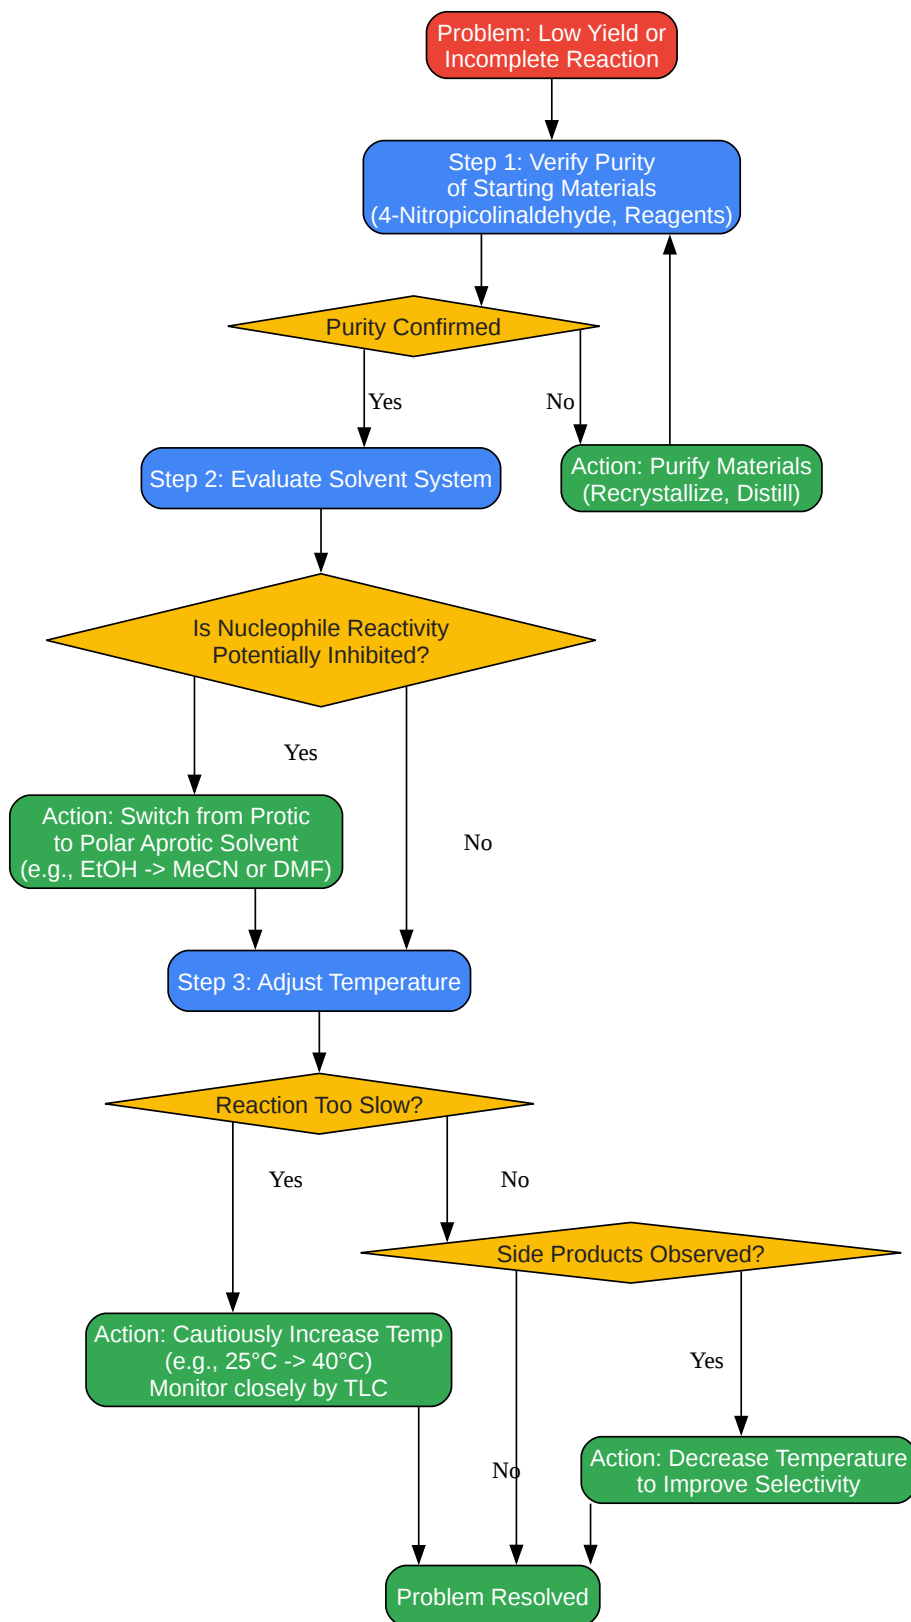 Problem: Low Yield or
Incomplete Reaction
Step 1: Verify Purity
of Starting Materials
(4-Nitropicolinaldehyde, Reagents)
Purity Confirmed
Yes
No
Step 2: Evaluate Solvent System
Action: Purify Materials
(Recrystallize, Distill)
Is Nucleophile Reactivity
Potentially Inhibited?
Yes
No
Action: Switch from Protic
to Polar Aprotic Solvent
(e.g., EtOH -> MeCN or DMF)
Step 3: Adjust Temperature
Reaction Too Slow?
Yes
No
Side Products Observed?
Action: Cautiously Increase Temp
(e.g., 25°C -> 40°C)
Monitor closely by TLC
Yes
No
Action: Decrease Temperature
to Improve Selectivity
Problem Resolved